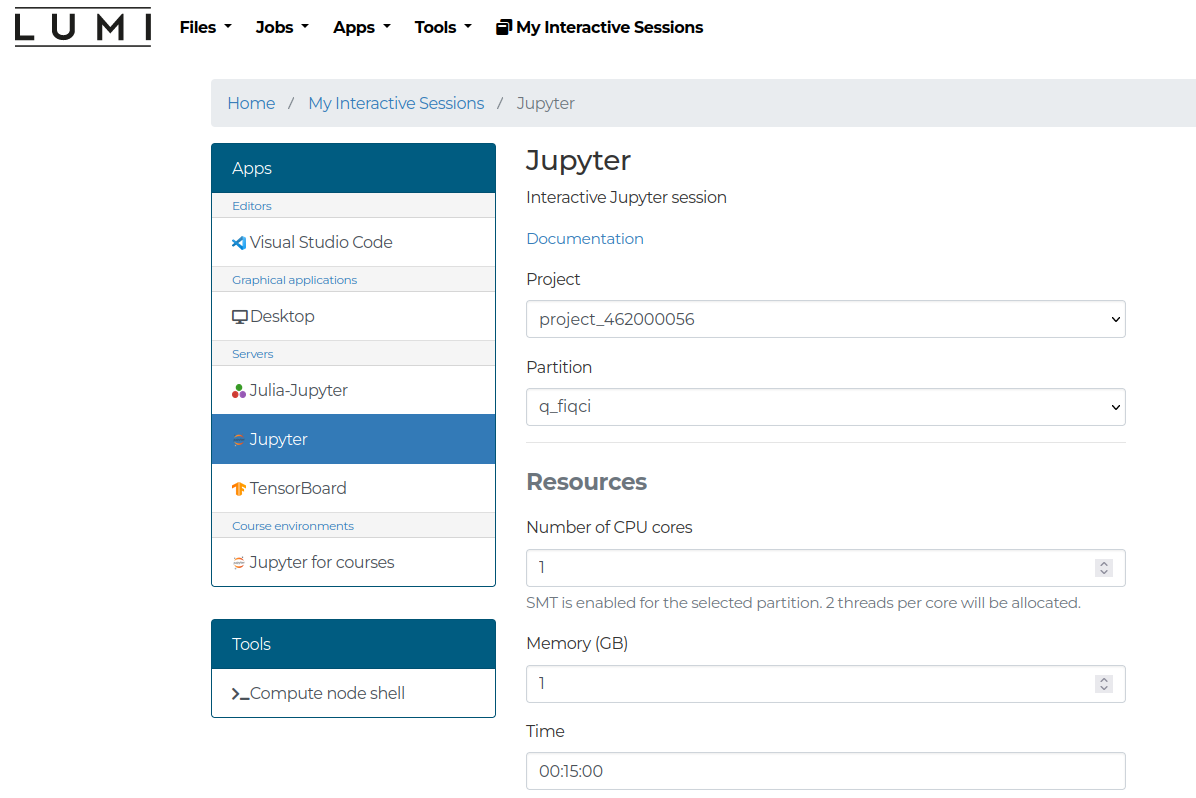 LUMI Files Jobs Apps Tools My Interactive Sessions
Home / My Interactive Sessions / Jupyter
Apps
Editors
Visual Studio Code
Graphical applications
Desktop
Servers
Julia-Jupyter
Jupyter
TensorBoard
Course environments
Jupyter for courses
Tools
Compute node shell
Jupyter
Interactive Jupyter session
Documentation
Project
project_462000056
Partition
q_fiqci
Resources
Number of CPU cores
1
SMT is enabled for the selected partition. 2 threads per core will be allocated.
Memory (GB)
1
Time
00:15:00